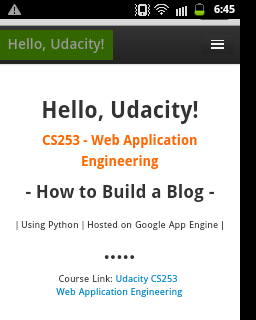 6:45
Hello, Udacity!
Hello, Udacity!
CS253 - Web Application
Engineering
- How to Build a Blog -
| Using Python | Hosted on Google App Engine |
•••••
Course Link: Udacity CS253
Web Application Engineering